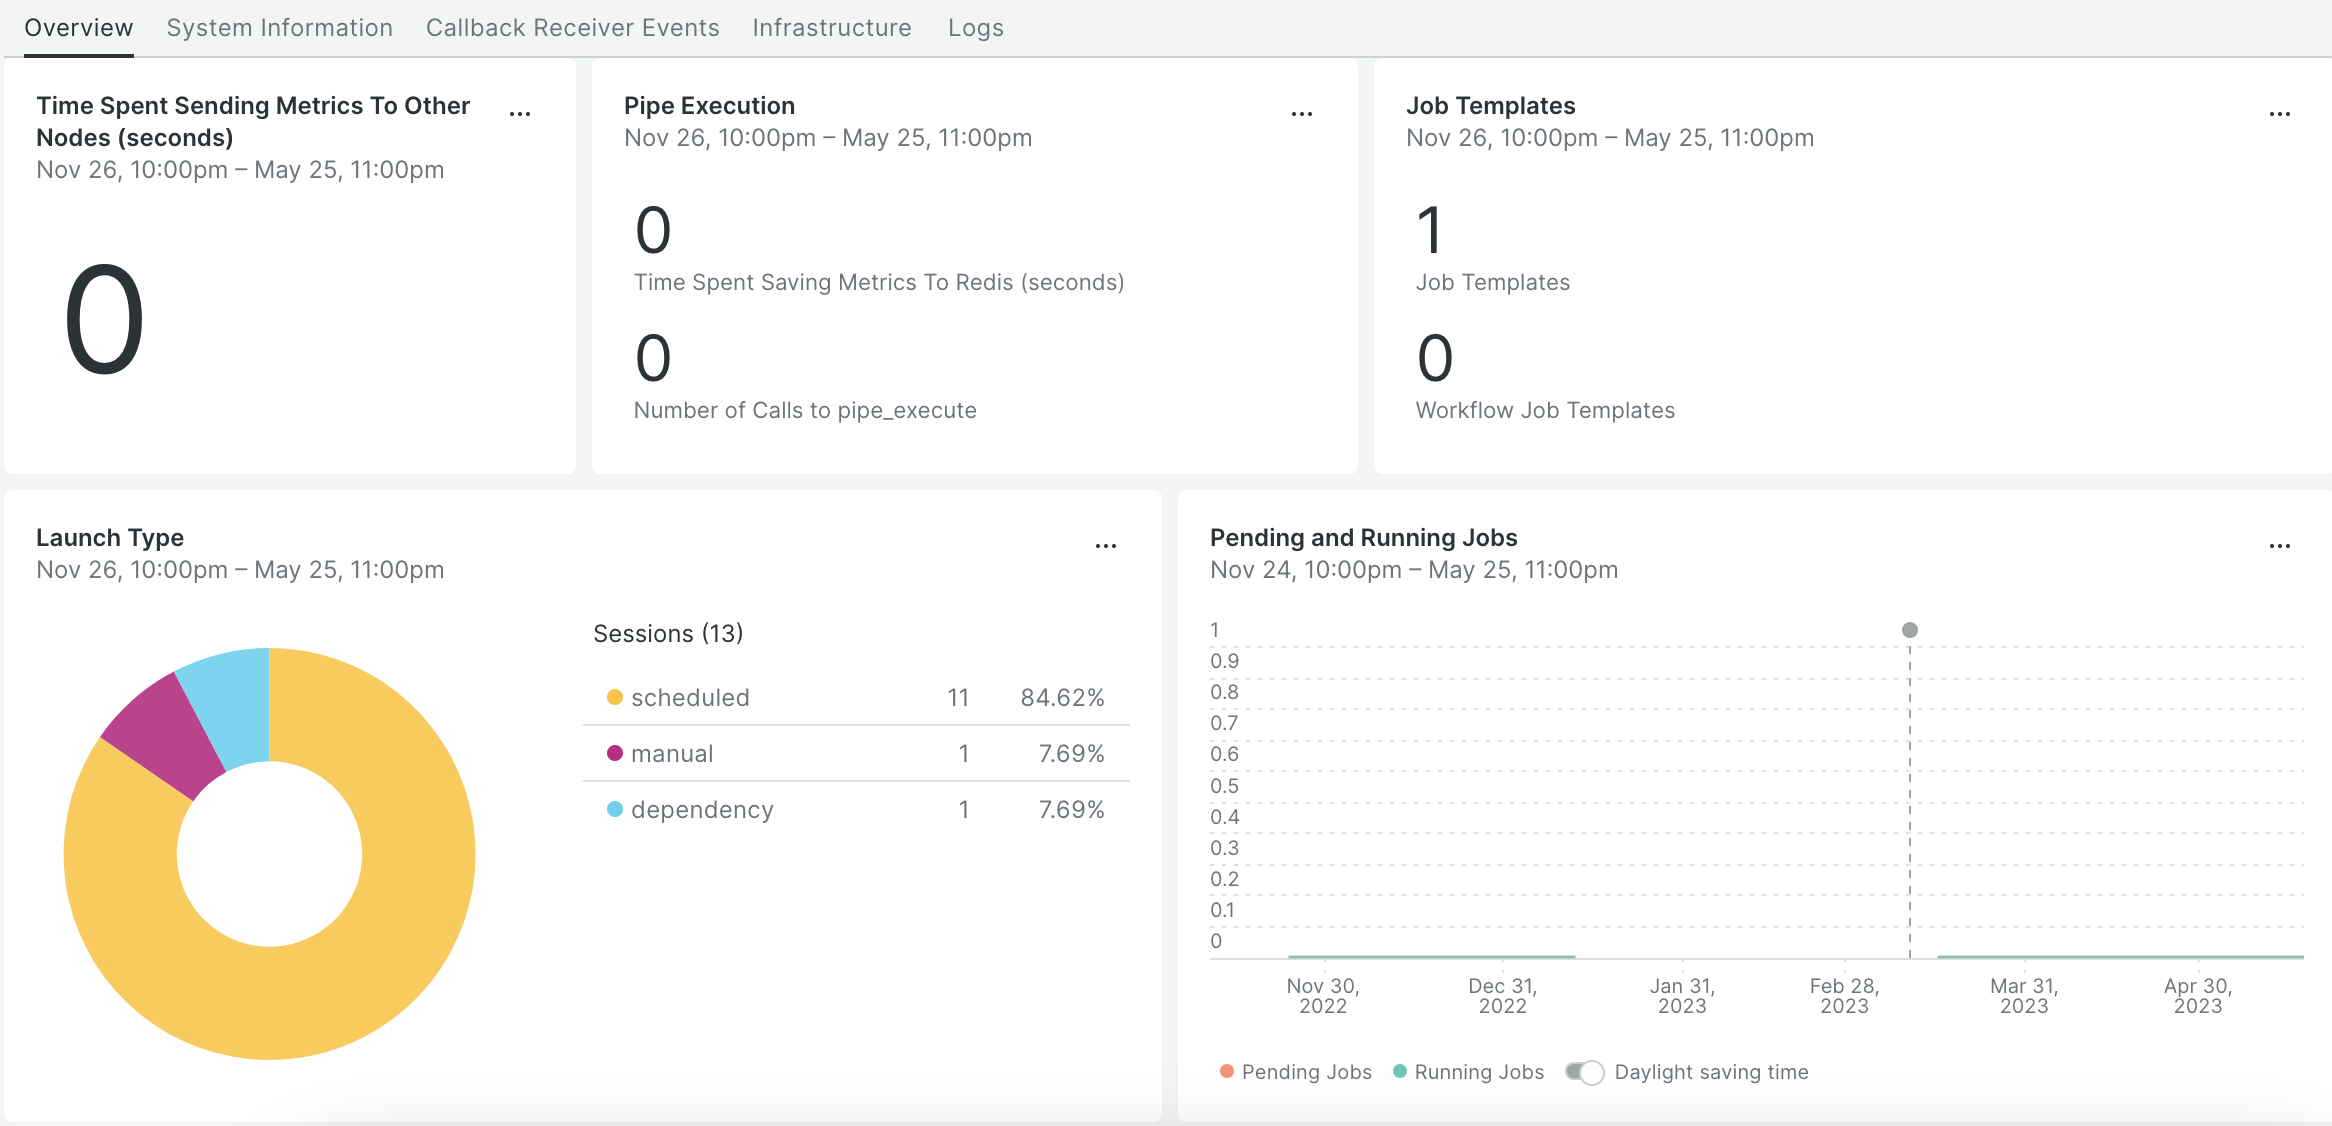 Overview System Information Callback Receiver Events Infrastructure Logs
Time Spent Sending Metrics To Other
Nodes (seconds)
Nov 26, 10:00pm – May 25, 11:00pm
...
0
Pipe Execution
Nov 26, 10:00pm – May 25, 11:00pm
...
0
Time Spent Saving Metrics To Redis (seconds)
0
Number of Calls to pipe_execute
Job Templates
Nov 26, 10:00pm – May 25, 11:00pm
...
1
Job Templates
0
Workflow Job Templates
Launch Type
Nov 26, 10:00pm – May 25, 11:00pm
...
Sessions (13)
scheduled 11 84.62%
manual 1 7.69%
dependency 1 7.69%
Pending and Running Jobs
Nov 24, 10:00pm – May 25, 11:00pm
...
1
0.9
0.8
0.7
0.6
0.5
0.4
0.3
0.2
0.1
0
Nov 30, Dec 31, Jan 31, Feb 28, Mar 31, Apr 30,
2022 2022 2023 2023 2023 2023
Pending Jobs Running Jobs Daylight saving time